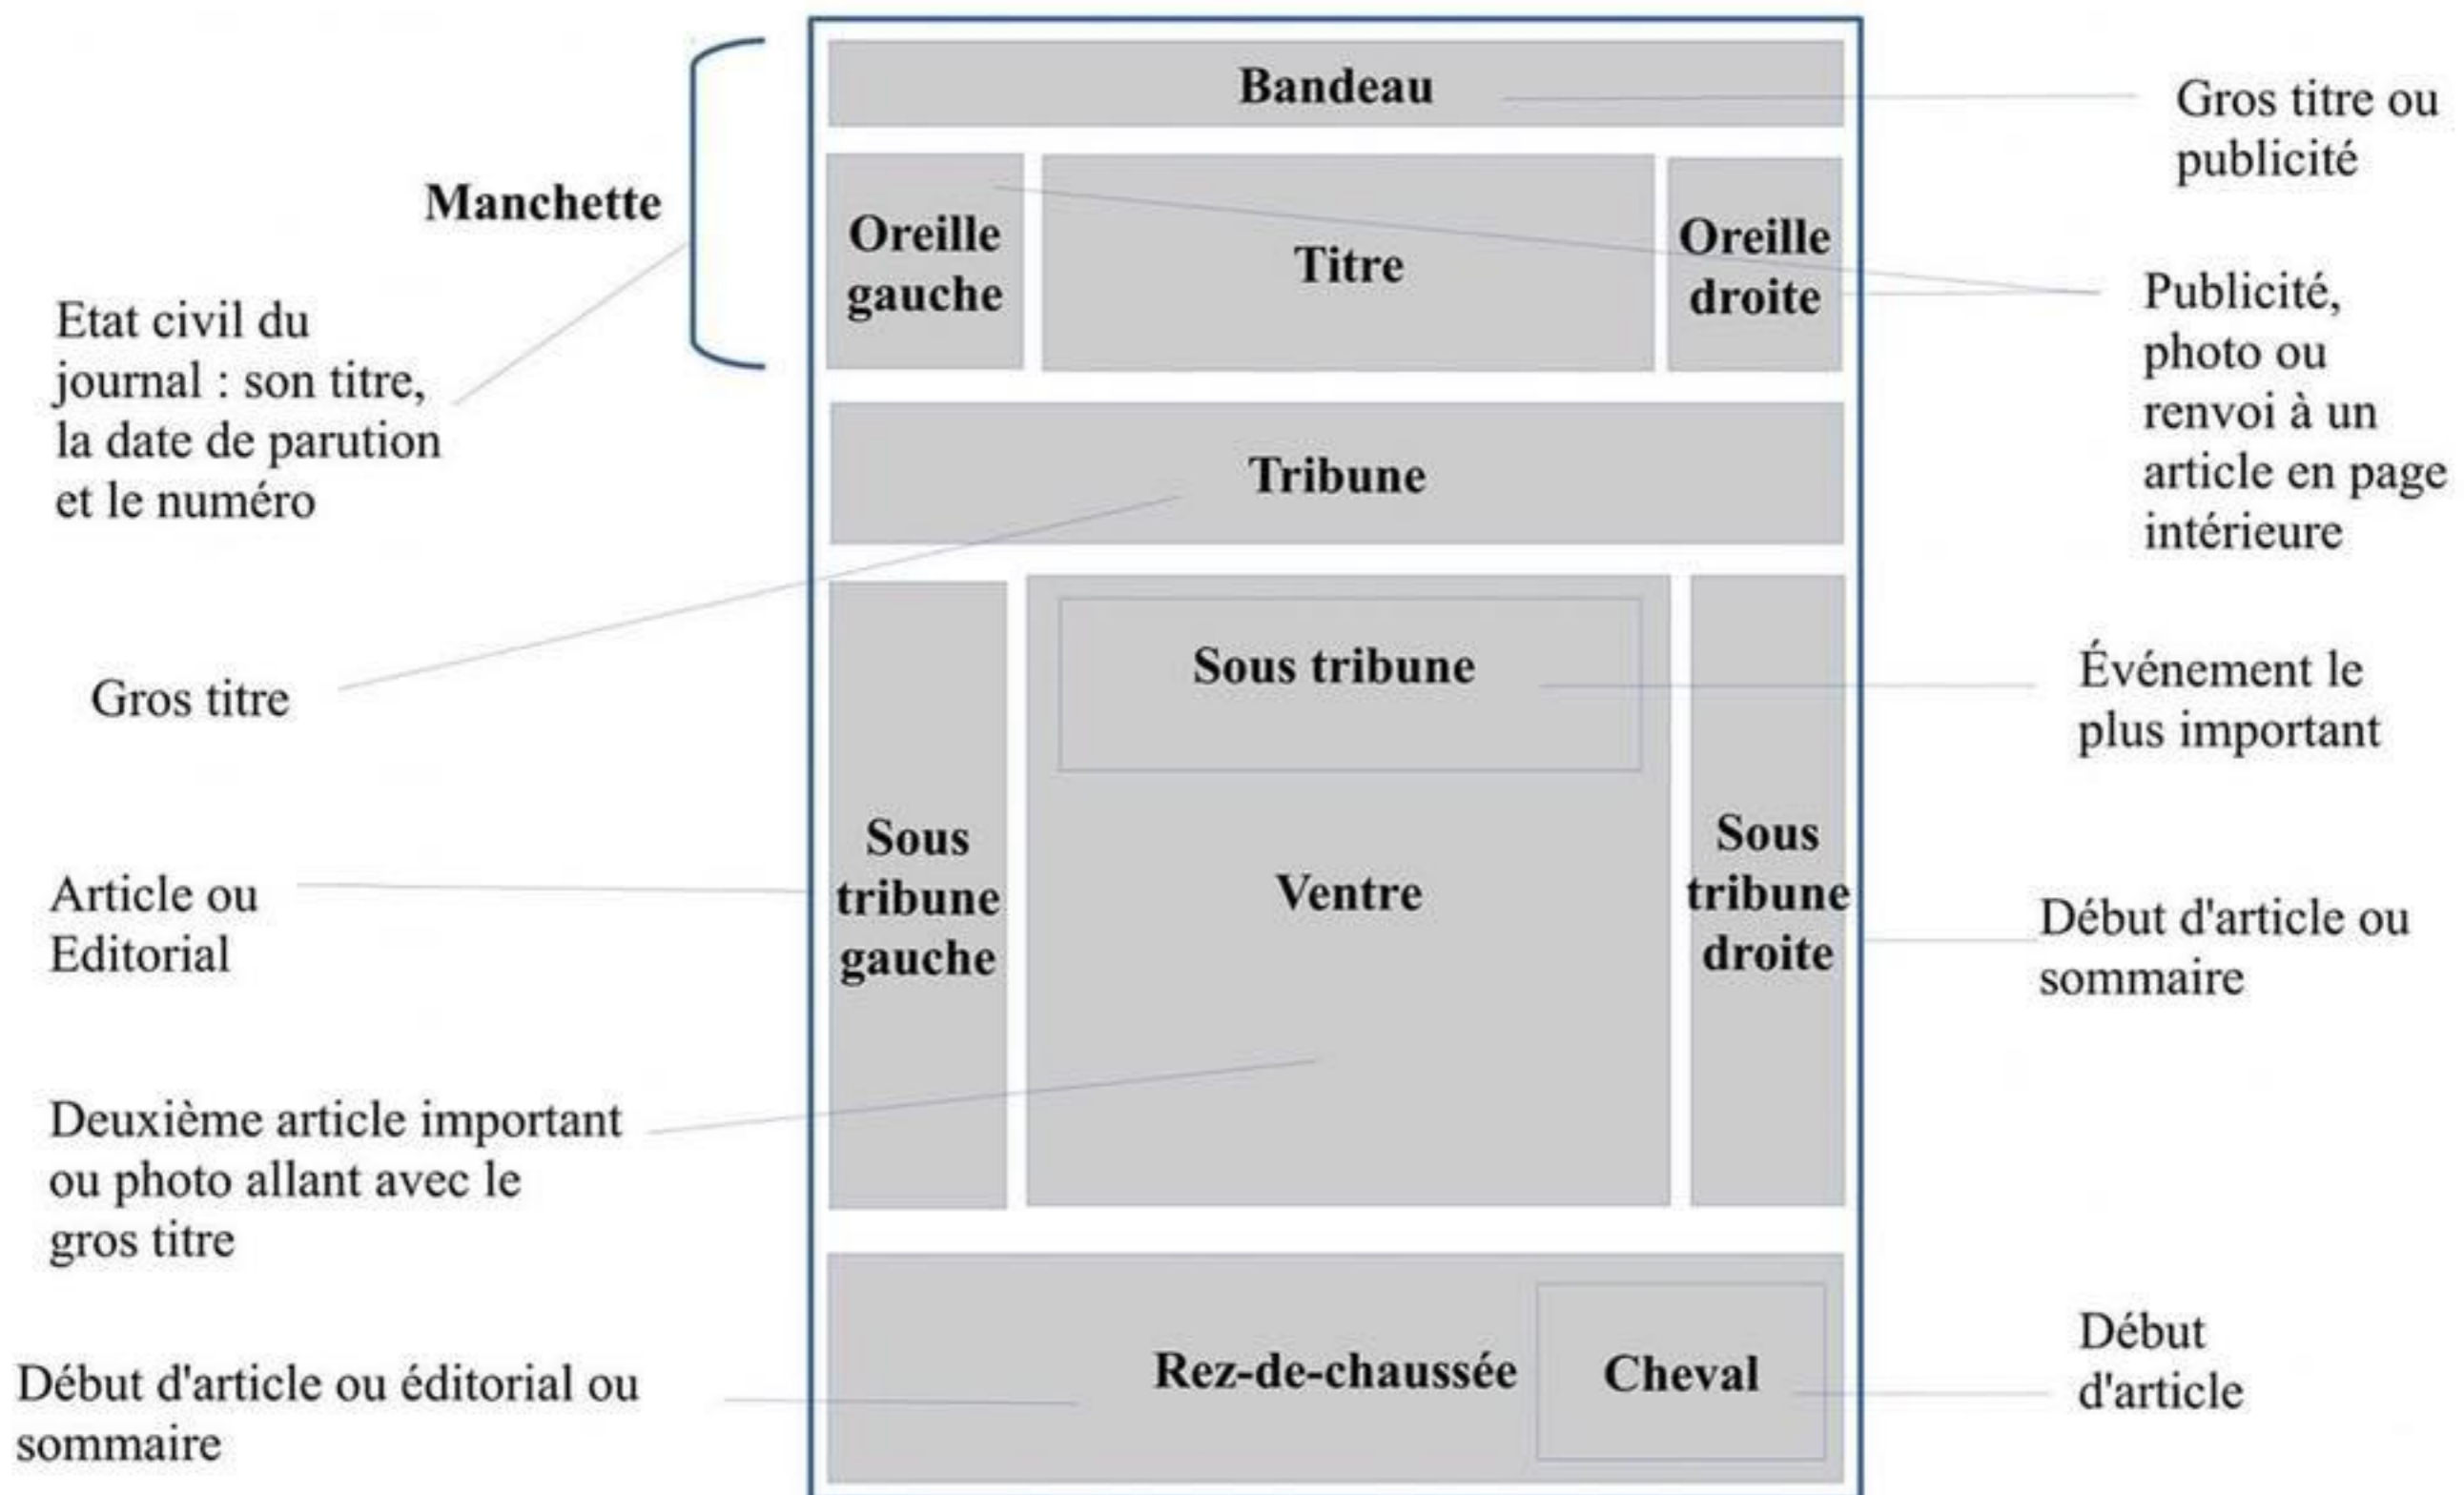 Bandeau
Gros titre ou
publicité
Manchette
Oreille
gauche
Titre
Oreille
droite
Etat civil du
journal : son titre,
la date de parution
et le numéro
Publicité,
photo ou
renvoi à un
article en page
intérieure
Tribune
Gros titre
Sous tribune
Événement le
plus important
Article ou
Editorial
Sous
tribune
gauche
Ventre
Sous
tribune
droite
Début d'article ou
sommaire
Deuxième article important
ou photo allant avec le
gros titre
Début d'article ou éditorial ou
sommaire
Rez-de-chaussée
Cheval
Début
d'article